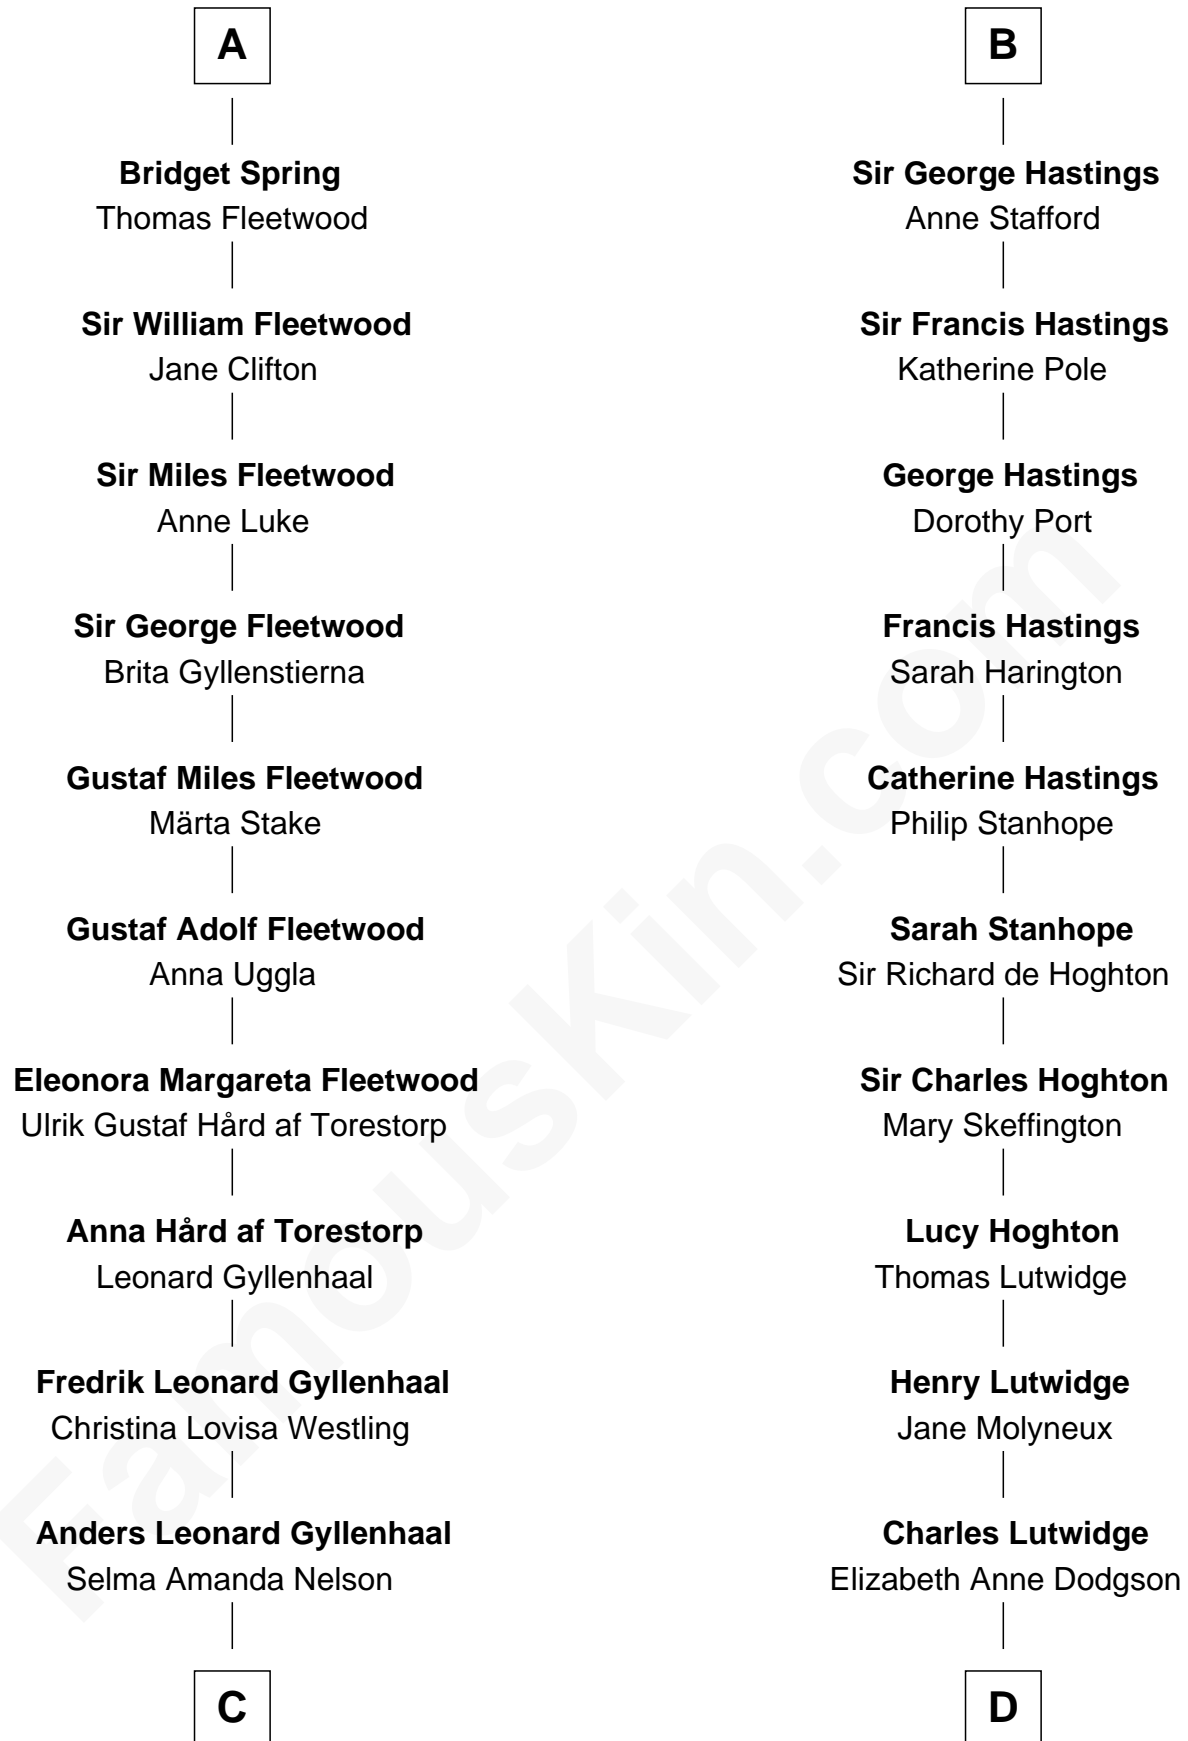 A
Bridget Spring
Thomas Fleetwood
Sir William Fleetwood
Jane Clifton
Sir Miles Fleetwood
Anne Luke
Sir George Fleetwood
Brita Gyllenstierna
Gustaf Miles Fleetwood
Märta Stake
Gustaf Adolf Fleetwood
Anna Uggla
Eleonora Margareta Fleetwood
Ulrik Gustaf Hård af Torestorp
Anna Hård af Torestorp
Leonard Gyllenhaal
Fredrik Leonard Gyllenhaal
Christina Lovisa Westling
Anders Leonard Gyllenhaal
Selma Amanda Nelson
C
B
Sir George Hastings
Anne Stafford
Sir Francis Hastings
Katherine Pole
George Hastings
Dorothy Port
Francis Hastings
Sarah Harington
Catherine Hastings
Philip Stanhope
Sarah Stanhope
Sir Richard de Hoghton
Sir Charles Hoghton
Mary Skeffington
Lucy Hoghton
Thomas Lutwidge
Henry Lutwidge
Jane Molyneux
Charles Lutwidge
Elizabeth Anne Dodgson
D
FamousKin.com